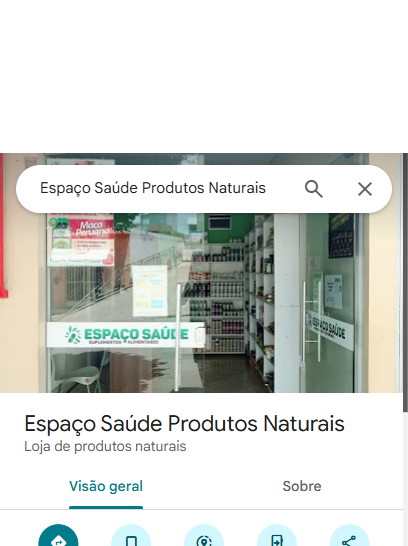 Espaço Saúde Produtos Naturais
Maca
Peruana
ESPAÇO SAÚDE
SUPLEMENTOS ALIMENTARES
ESPAÇO SAÚDE
Espaço Saúde Produtos Naturais
Loja de produtos naturais
Visão geral
Sobre